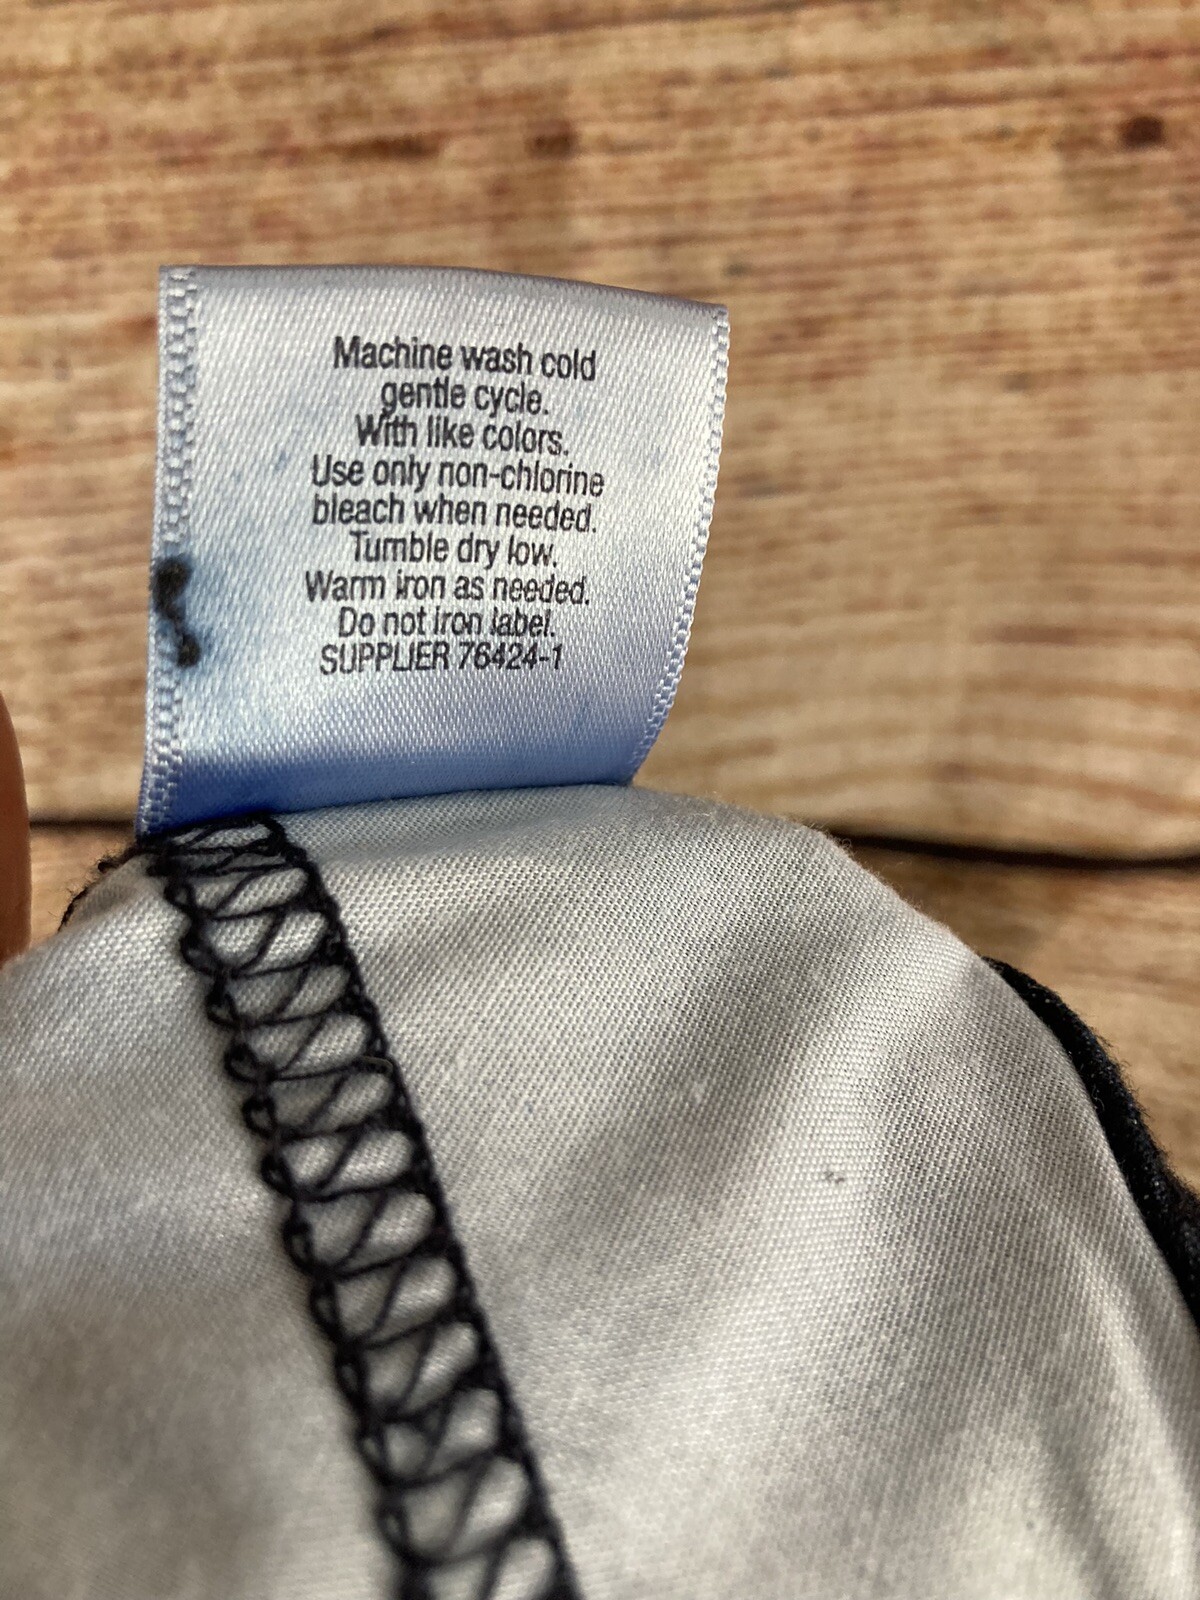 Machine wash cold
gentle cycle.
With like colors.
Use only non-chlorine
bleach when needed.
Tumble dry low.
Warm iron as needed.
Do not iron label.
SUPPLIER 76424-1